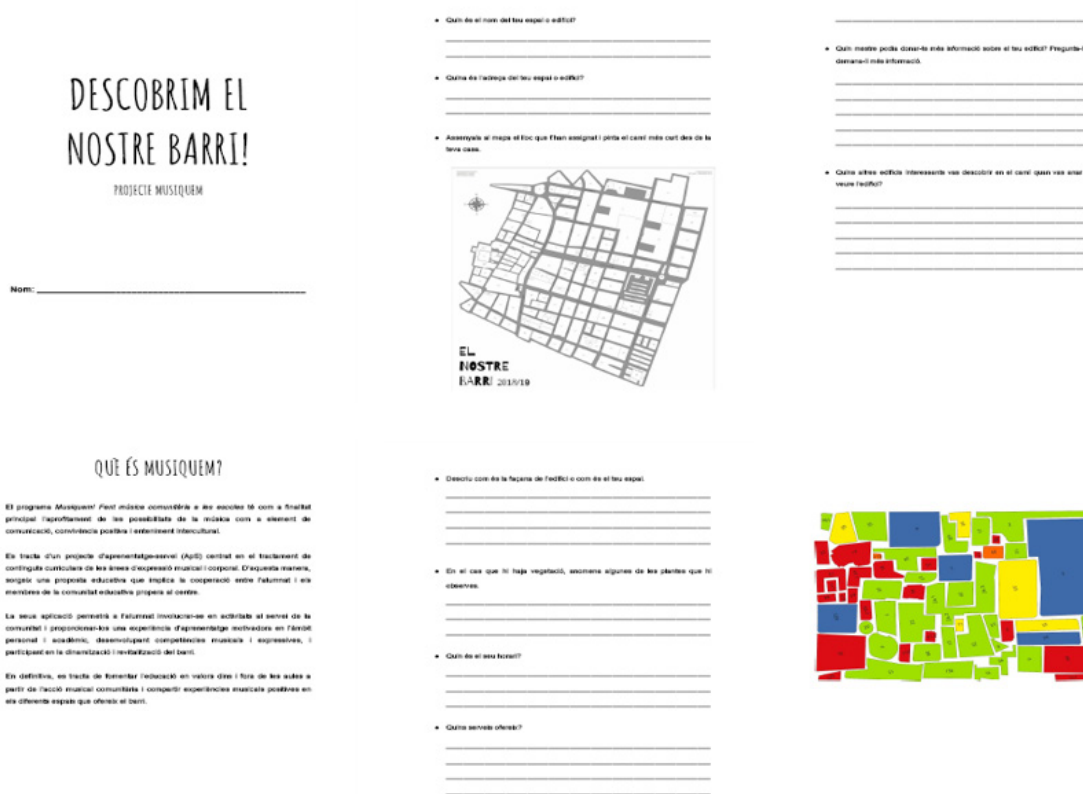 DESCOBRIM EL
NOSTRE BARRI!
PROJECTE MUSIQUEM
Nom:
QUÈ ÉS MUSIQUEM?
El programa Musiquem! Fent música comunitària a les escoles té com a finalitat
principal l'aprofitament de les possibilitats de la música com a element de
comunicació, convivència positiva i enteniment intercultural.
Es tracta d'un projecte d'aprenentatge-servei (ApS) centrat en el tractament de
continguts curriculars de les àrees d'expressió musical i corporal. D'aquesta manera,
sorgeix una proposta educativa que implica la cooperació entre l'alumnat i els
membres de la comunitat educativa propera al centre.
La seua aplicació permetrà a l'alumnat involucrar-se en activitats al servei de la
comunitat i proporcionar-los una experiència d'aprenentatge motivadora en l'àmbit
personal i acadèmic, desenvolupant competències musicals i expressives, i
participant en la dinamització i revitalització del barri.
En definitiva, es tracta de fomentar l'educació en valors dins i fora de les aules a
partir de l'acció musical comunitària i compartir experiències musicals positives en
els diferents espais que ofereix el barri.
• Quin és el nom del teu espai o edifici?
• Quina és l'adreça del teu espai o edifici?
• Assenyala al mapa el lloc que t'han assignat i pinta el camí més curt des de la
teva casa.
EL
NOSTRE
BARRI 2018/19
• Descriu com és la façana de l'edifici o com és el teu espai.
• En el cas que hi haja vegetació, anomena algunes de les plantes que hi
observes.
• Quin és el seu horari?
• Quins serveis ofereix?
• Quin mestre podia donar-te més informació sobre el teu edifici?
demana-li més informació.
• Quins altres edificis interessants vas descobrir en el camí quan vas anar
veure l'edifici?